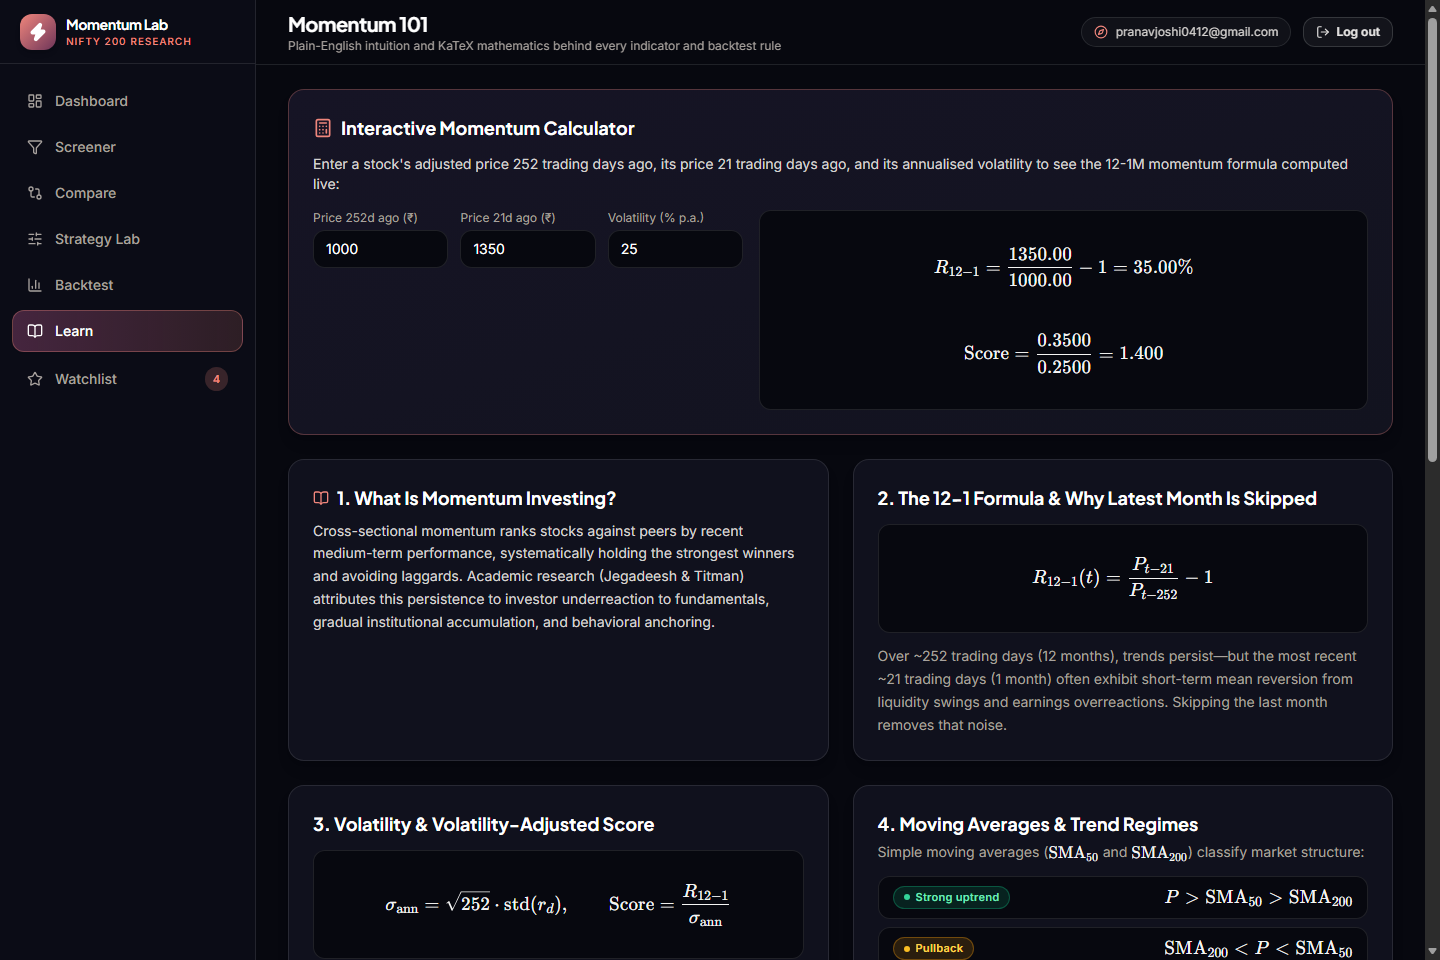 Momentum Lab
NIFTY 200 RESEARCH
Dashboard
Screener
Compare
Strategy Lab
Backtest
Learn
Watchlist
4
Momentum 101
Plain-English intuition and KaTeX mathematics behind every indicator and backtest rule
pranavjoshi0412@gmail.com
Log out
Interactive Momentum Calculator
Enter a stock's adjusted price 252 trading days ago, its price 21 trading days ago, and its annualised volatility to see the 12-1M momentum formula computed
live:
Price 252d ago (₹)
Price 21d ago (₹)
Volatility (% p.a.)
1000
1350
25
R₁₂₋₁ = 1350.00 / 1000.00 − 1 = 35.00%
Score = 0.3500 / 0.2500 = 1.400
1. What Is Momentum Investing?
Cross-sectional momentum ranks stocks against peers by recent
medium-term performance, systematically holding the strongest winners
and avoiding laggards. Academic research (Jegadeesh & Titman)
attributes this persistence to investor underreaction to fundamentals,
gradual institutional accumulation, and behavioral anchoring.
2. The 12-1 Formula & Why Latest Month Is Skipped
R₁₂₋₁(t) = Pₜ₋₂₁ / Pₜ₋₂₅₂ − 1
Over ~252 trading days (12 months), trends persist—but the most recent
~21 trading days (1 month) often exhibit short-term mean reversion from
liquidity swings and earnings overreactions. Skipping the last month
removes that noise.
3. Volatility & Volatility-Adjusted Score
σ_ann = √252 · std(r_d), Score = R₁₂₋₁ / σ_ann
4. Moving Averages & Trend Regimes
Simple moving averages (SMA₅₀ and SMA₂₀₀) classify market structure:
Strong uptrend
P > SMA₅₀ > SMA₂₀₀
Pullback
SMA₂₀₀ < P < SMA₅₀